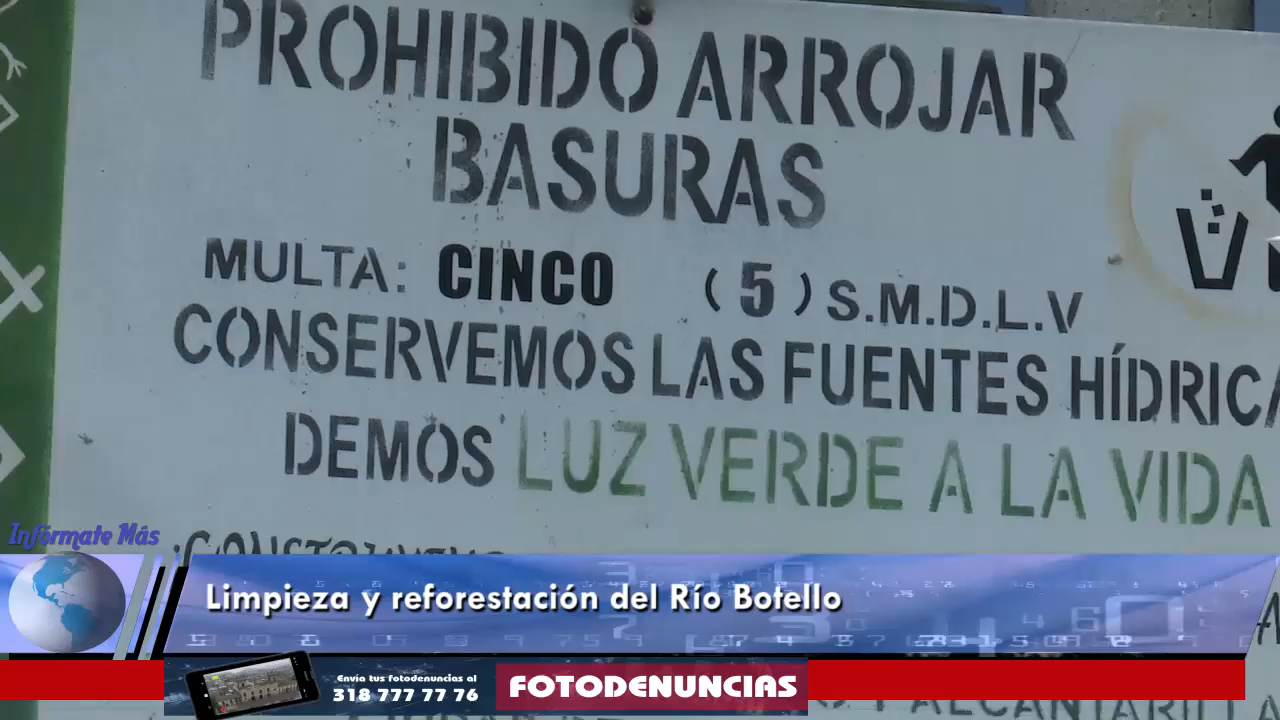 PROHIBIDO ARROJAR
BASURAS
MULTA: CINCO (5) S.M.D.L.V
CONSERVEMOS LAS FUENTES HÍDRICA
DEMOS LUZ VERDE A LA VIDA
Infórmate Más
Limpieza y reforestación del Río Botello
Envía tus fotodenuncias al
318 777 77 76
FOTODENUNCIAS